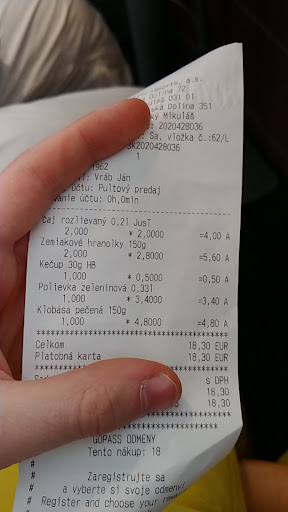 a.s.
Dolina 72
031 01
Dolina 351
ký Mikuláš
2020428036
Sa, vložka č.:62/L
SK2020428036
1
1962
Vráb Ján
účtu: Pultový predaj
vanie účtu: 0h,0min
Čaj rozlievaný 0.2l JusT
2,000 * 2,0000 =4,00 A
Zemiakové hranolky 150g
2,000 * 2,8000 =5,60 A
Kečup 30g HB
1,000 * 0,5000 =0,50 A
Polievka zeleninová 0.33l
1,000 * 3,4000 =3,40 A
Klobása pečená 150g
1,000 * 4,8000 =4,80 A
Celkom 18,30 EUR
Platobná karta 18,30 EUR
s DPH
18,30
18,30
GOPASS ODMENY
Tento nákup: 18
#
# Zaregistrujte sa
# a vyberte si svoje odmeny!
# Register and choose your